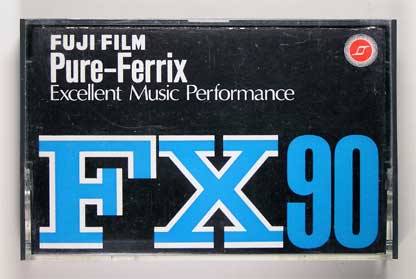 FUJI FILM
Pure-Ferrix
Excellent Music Performance
FX 90